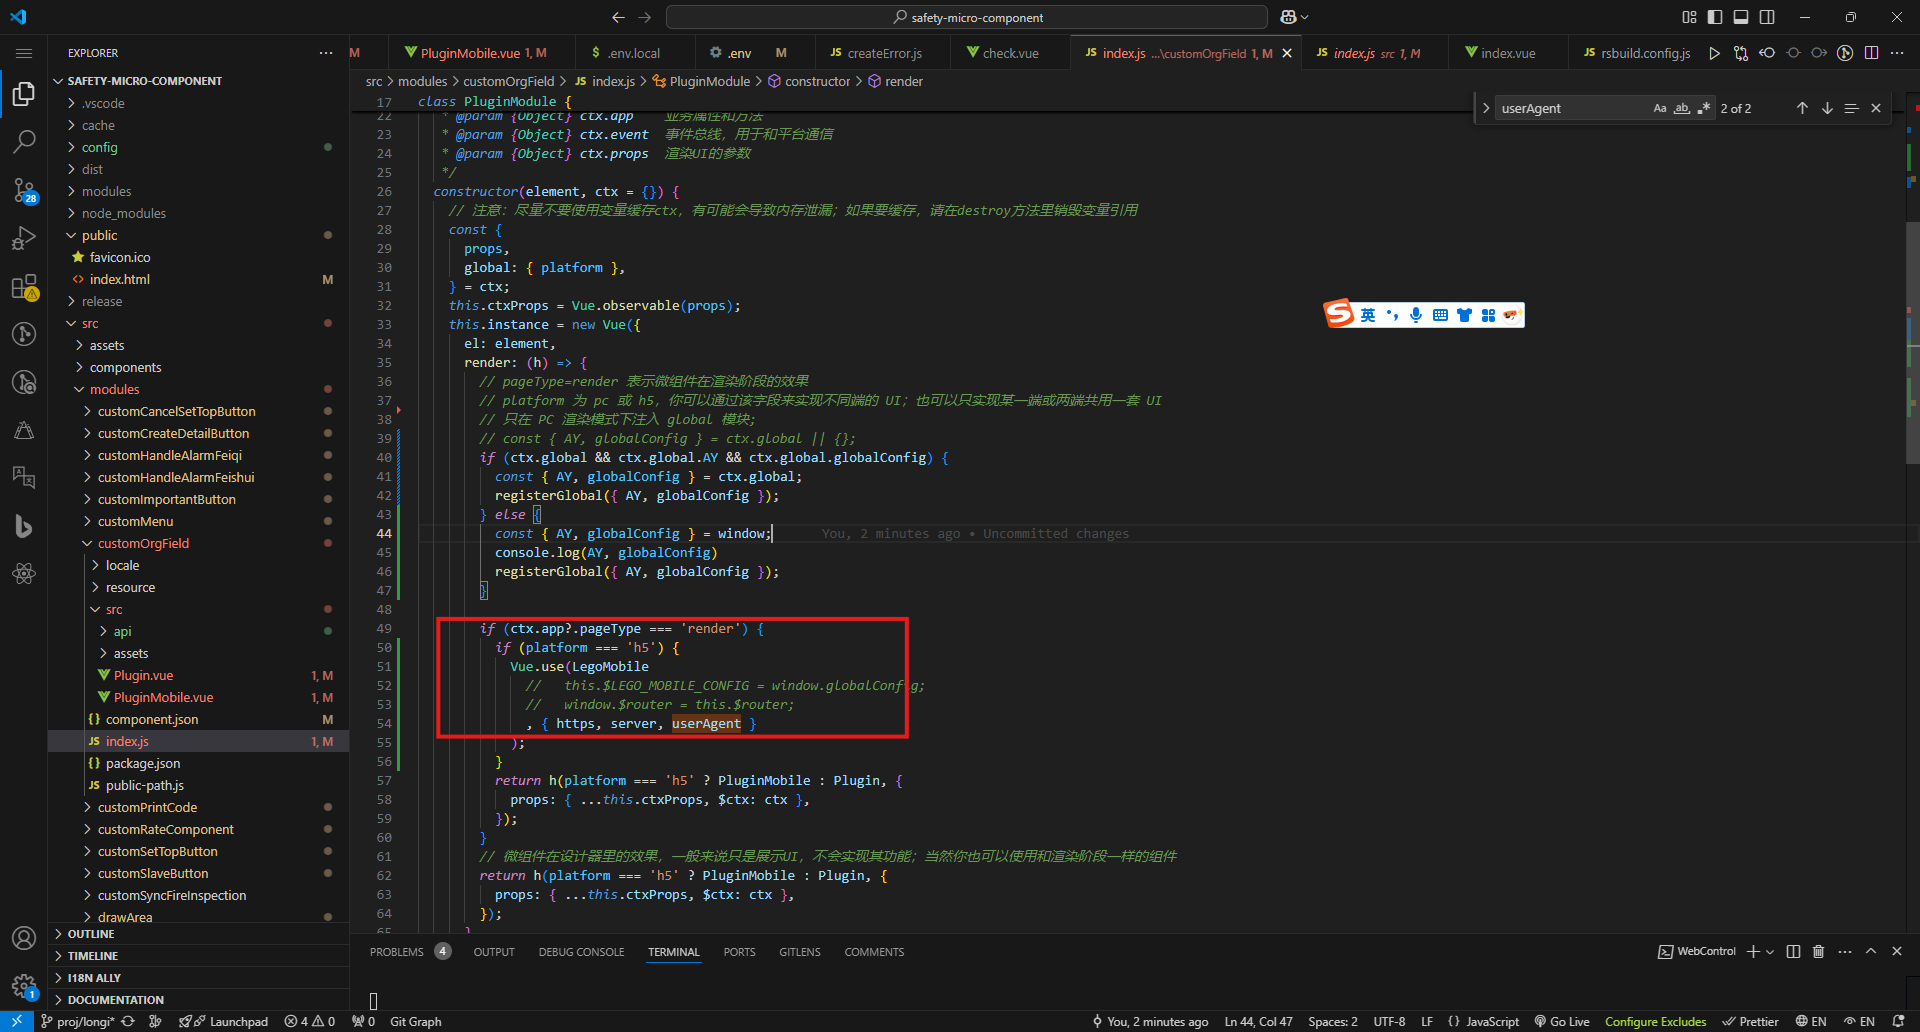 safety-micro-component
EXPLORER
SAFETY-MICRO-COMPONENT
.vscode
cache
config
dist
modules
node_modules
public
favicon.ico
index.html M
release
src
assets
components
modules
customCancelSetTopButton
customCreateDetailButton
customHandleAlarmFeiqi
customHandleAlarmFeishui
customImportantButton
customMenu
customOrgField
locale
resource
src
api
assets
Plugin.vue 1, M
PluginMobile.vue 1, M
component.json M
index.js 1, M
package.json
public-path.js
customPrintCode
customRateComponent
customSetTopButton
customSlaveButton
customSyncFireInspection
drawArea
OUTLINE
TIMELINE
I18N ALLY
DOCUMENTATION
M PluginMobile.vue 1, M $ .env.local .env M JS createError.js check.vue JS index.js ...\customOrgField 1, M JS index.js src 1, M index.vue JS rsbuild.config.js
src > modules > customOrgField > JS index.js > PluginModule > constructor > render
userAgent Aa ab 2 of 2
17 class PluginModule {
22 * @param {Object} ctx.app 业务属性和方法
23 * @param {Object} ctx.event 事件总线，用于和平台通信
24 * @param {Object} ctx.props 渲染UI的参数
25 */
26 constructor(element, ctx = {}) {
27 // 注意：尽量不要使用变量缓存ctx，有可能会导致内存泄漏；如果要缓存，请在destroy方法里销毁变量引用
28 const {
29 props,
30 global: { platform },
31 } = ctx;
32 this.ctxProps = Vue.observable(props);
33 this.instance = new Vue({
34 el: element,
35 render: (h) => {
36 // pageType=render 表示微组件在渲染阶段的效果
37 // platform 为 pc 或 h5，你可以通过该字段来实现不同端的 UI；也可以只实现某一端或两端共用一套 UI
38 // 只在 PC 渲染模式下注入 global 模块;
39 // const { AY, globalConfig } = ctx.global || {};
40 if (ctx.global && ctx.global.AY && ctx.global.globalConfig) {
41 const { AY, globalConfig } = ctx.global;
42 registerGlobal({ AY, globalConfig });
43 } else {
44 const { AY, globalConfig } = window; You, 2 minutes ago • Uncommitted changes
45 console.log(AY, globalConfig)
46 registerGlobal({ AY, globalConfig });
47 }
48
49 if (ctx.app?.pageType === 'render') {
50 if (platform === 'h5') {
51 Vue.use(LegoMobile
52 // this.$LEGO_MOBILE_CONFIG = window.globalConfig;
53 // window.$router = this.$router;
54 , { https, server, userAgent }
55 );
56 }
57 return h(platform === 'h5' ? PluginMobile : Plugin, {
58 props: { ...this.ctxProps, $ctx: ctx },
59 });
60 }
61 // 微组件在设计器里的效果，一般来说只是展示UI，不会实现其功能；当然你也可以使用和渲染阶段一样的组件
62 return h(platform === 'h5' ? PluginMobile : Plugin, {
63 props: { ...this.ctxProps, $ctx: ctx },
64 });
65 }
S 英
28
1
PROBLEMS 4 OUTPUT DEBUG CONSOLE TERMINAL PORTS GITLENS COMMENTS
WebControl
proj/longi* Launchpad 4 0 0 Git Graph
You, 2 minutes ago Ln 44, Col 47 Spaces: 2 UTF-8 LF {} JavaScript Go Live Configure Excludes Prettier EN EN